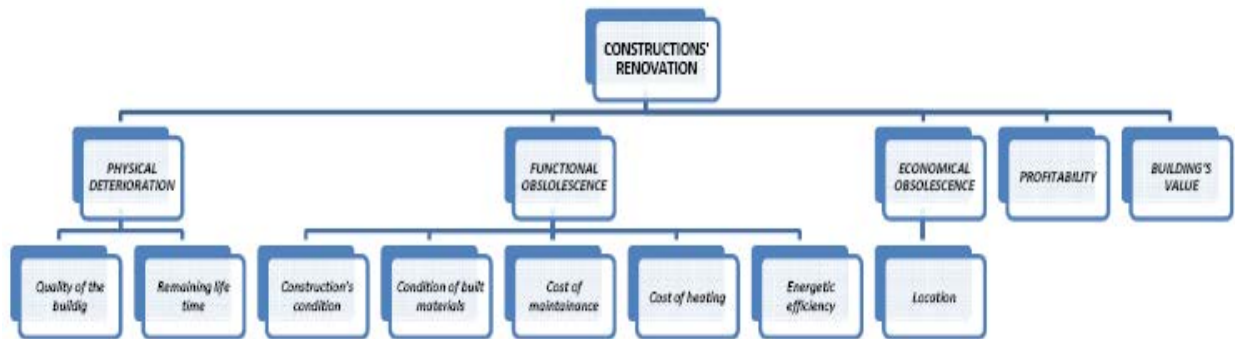 CONSTRUCTIONS'
RENOVATION
PHYSICAL
DETERIORATION
FUNCTIONAL
OBSLOLESCENCE
ECONOMICAL
OBSOLESCENCE
PROFITABILITY
BUILDING'S
VALUE
Quality of the
buildig
Remaining life
time
Construction's
condition
Condition of built
materials
Cost of
maintainance
Cost of heating
Energetic
efficiency
Location